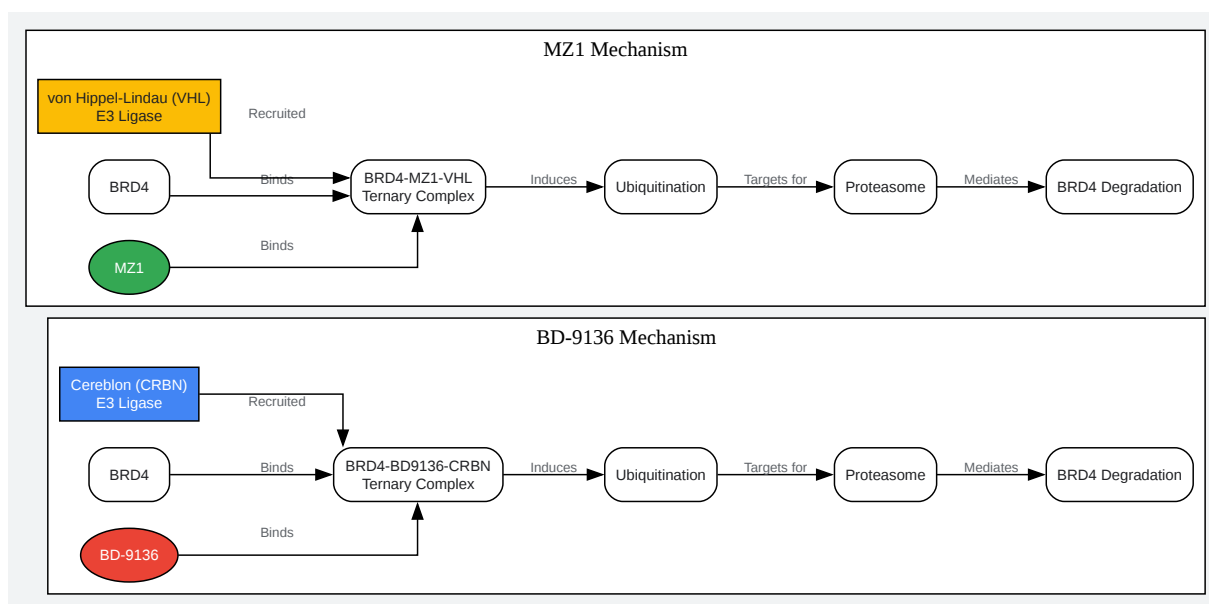 MZ1 Mechanism
von Hippel-Lindau (VHL)
E3 Ligase
Recruited
BRD4
Binds
BRD4-MZ1-VHL
Ternary Complex
Induces
Ubiquitination
Targets for
Proteasome
Mediates
BRD4 Degradation
MZ1
Binds
BD-9136 Mechanism
Cereblon (CRBN)
E3 Ligase
Recruited
BRD4
Binds
BRD4-BD9136-CRBN
Ternary Complex
Induces
Ubiquitination
Targets for
Proteasome
Mediates
BRD4 Degradation
BD-9136
Binds